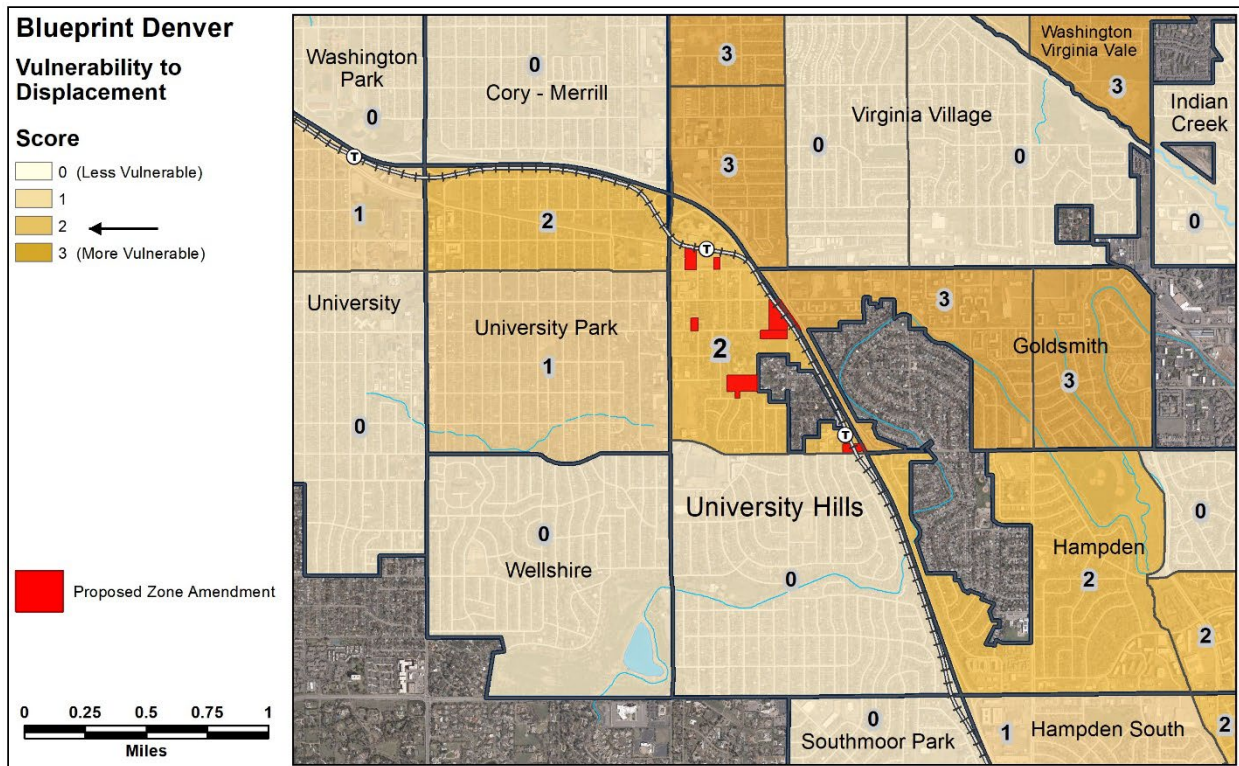 Blueprint Denver
Vulnerability to
Displacement
Score
0 (Less Vulnerable)
1
2
3 (More Vulnerable)
Proposed Zone Amendment
0 0.25 0.5 0.75 1
Miles
Washington
Park
0
0
Cory - Merrill
3
3
Virginia Village
0
0
Washington
Virginia Vale
3
Indian
Creek
0
T
1
2
T
University
0
University Park
1
2
3
Goldsmith
3
T
0
Wellshire
University Hills
0
Hampden
2
0
2
0
Southmoor Park
1
Hampden South
2